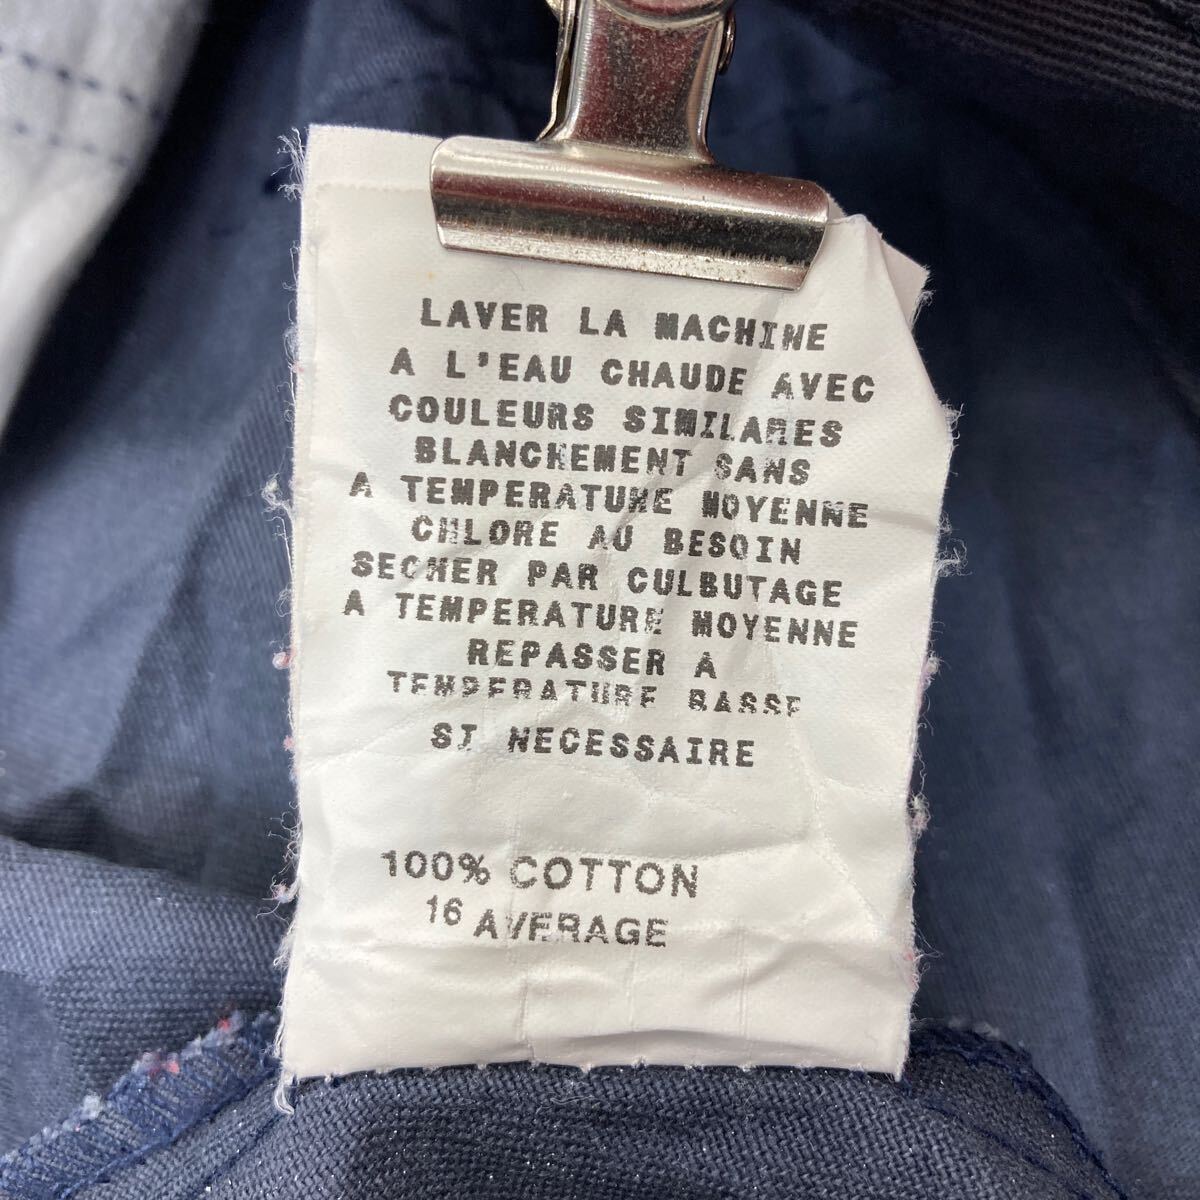 LAVER LA MACHINE
A L'EAU CHAUDE AVEC
COULEURS SIMILARES
BLANCHEMENT SANS
A TEMPERATURE MOYENNE
CHLORE AU BESOIN
SECHER PAR CULBUTAGE
A TEMPERATURE MOYENNE
REPASSER A
TEMPERATURE BASSE
SI NECESSAIRE
100% COTTON
16 AVERAGE